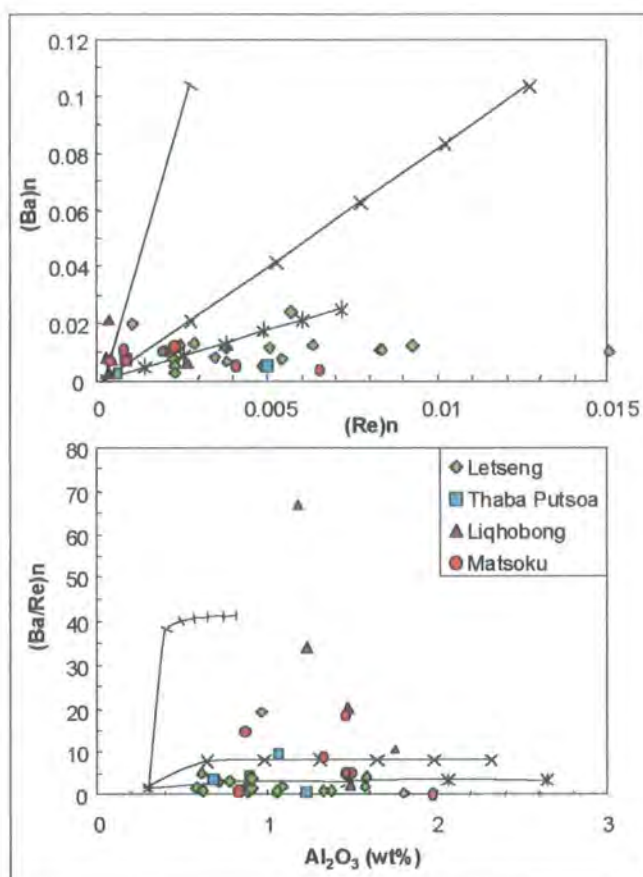 0.12
0.1
0.08
0.06
0.04
0.02
0
(Ba)n
0 0.005 0.01 0.015
(Re)n
80
70
60
50
40
30
20
10
0
(Ba/Re)n
Letseng
Thaba Putsoa
Liqhobong
Matsoku
0 1 2 3
Al₂O₃ (wt%)